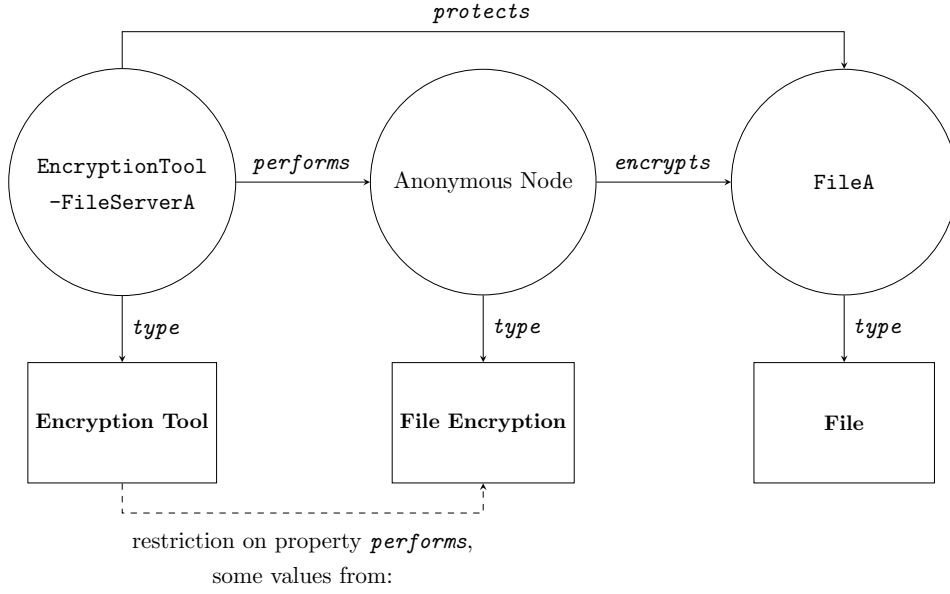 protects
EncryptionTool
-FileServerA
performs
Anonymous Node
encrypts
FileA
type
type
type
Encryption Tool
File Encryption
File
restriction on property performs,
some values from: